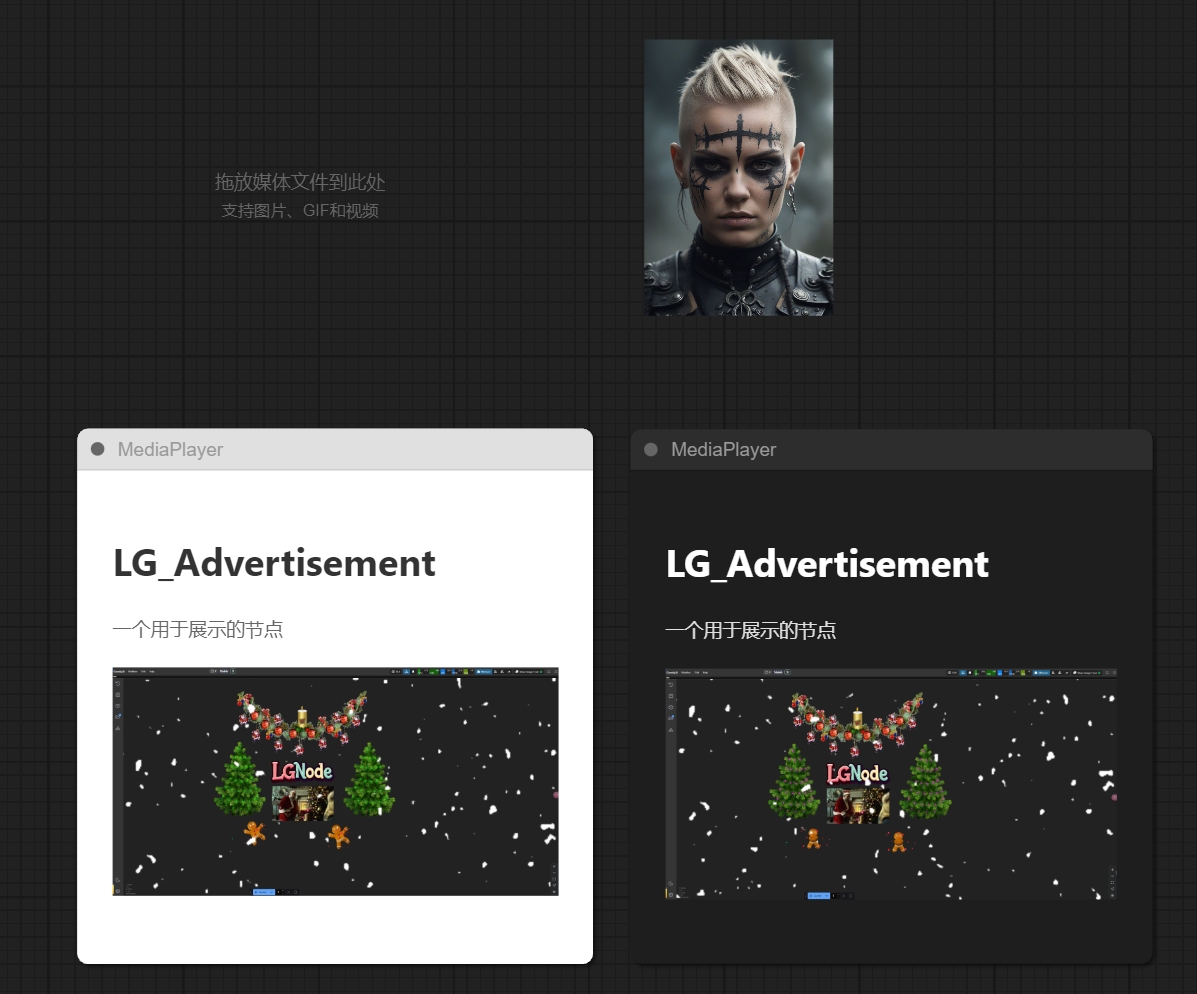 拖放媒体文件到此处
支持图片、GIF和视频
MediaPlayer
LG_Advertisement
一个用于展示的节点
LGNode
MediaPlayer
LG_Advertisement
一个用于展示的节点
LGNode